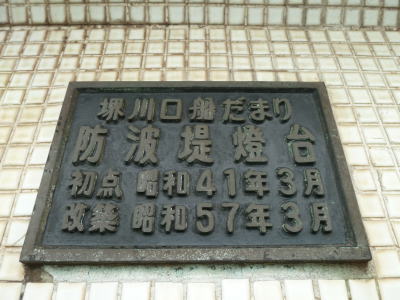 堺川口船だまり
防波堤燈台
初点 昭和41年3月
改築 昭和57年3月